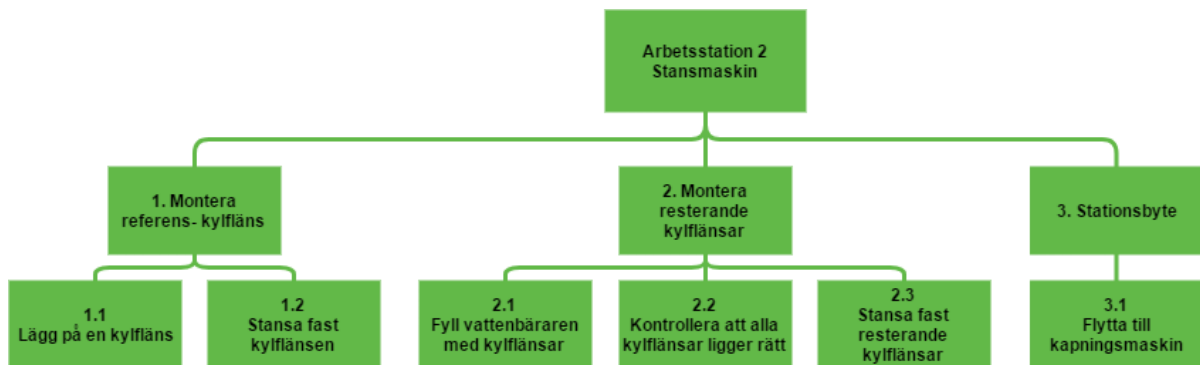 Arbetsstation 2
Stansmaskin
1. Montera
referens- kylfläns
2. Montera
resterande
kylflänsar
3. Stationsbyte
1.1
Lägg på en kylfläns
1.2
Stansa fast
kylflänsen
2.1
Fyll vattenbäraren
med kylflänsar
2.2
Kontrollera att alla
kylflänsar ligger rätt
2.3
Stansa fast
resterande
kylflänsar
3.1
Flytta till
kapningsmaskin